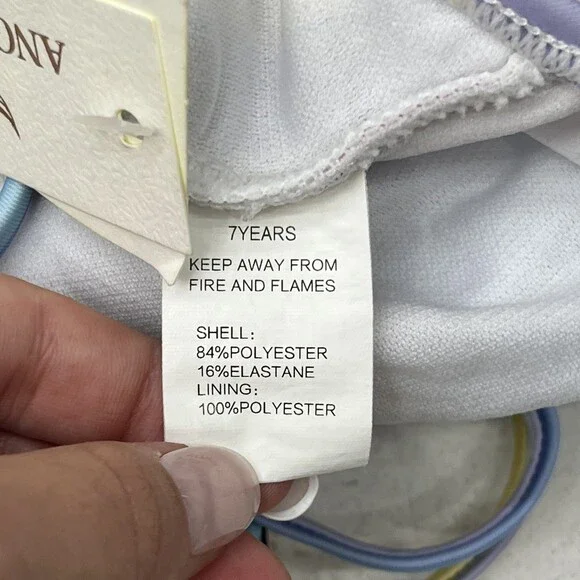 7YEARS
KEEP AWAY FROM
FIRE AND FLAMES
SHELL:
84%POLYESTER
16%ELASTANE
LINING:
100%POLYESTER